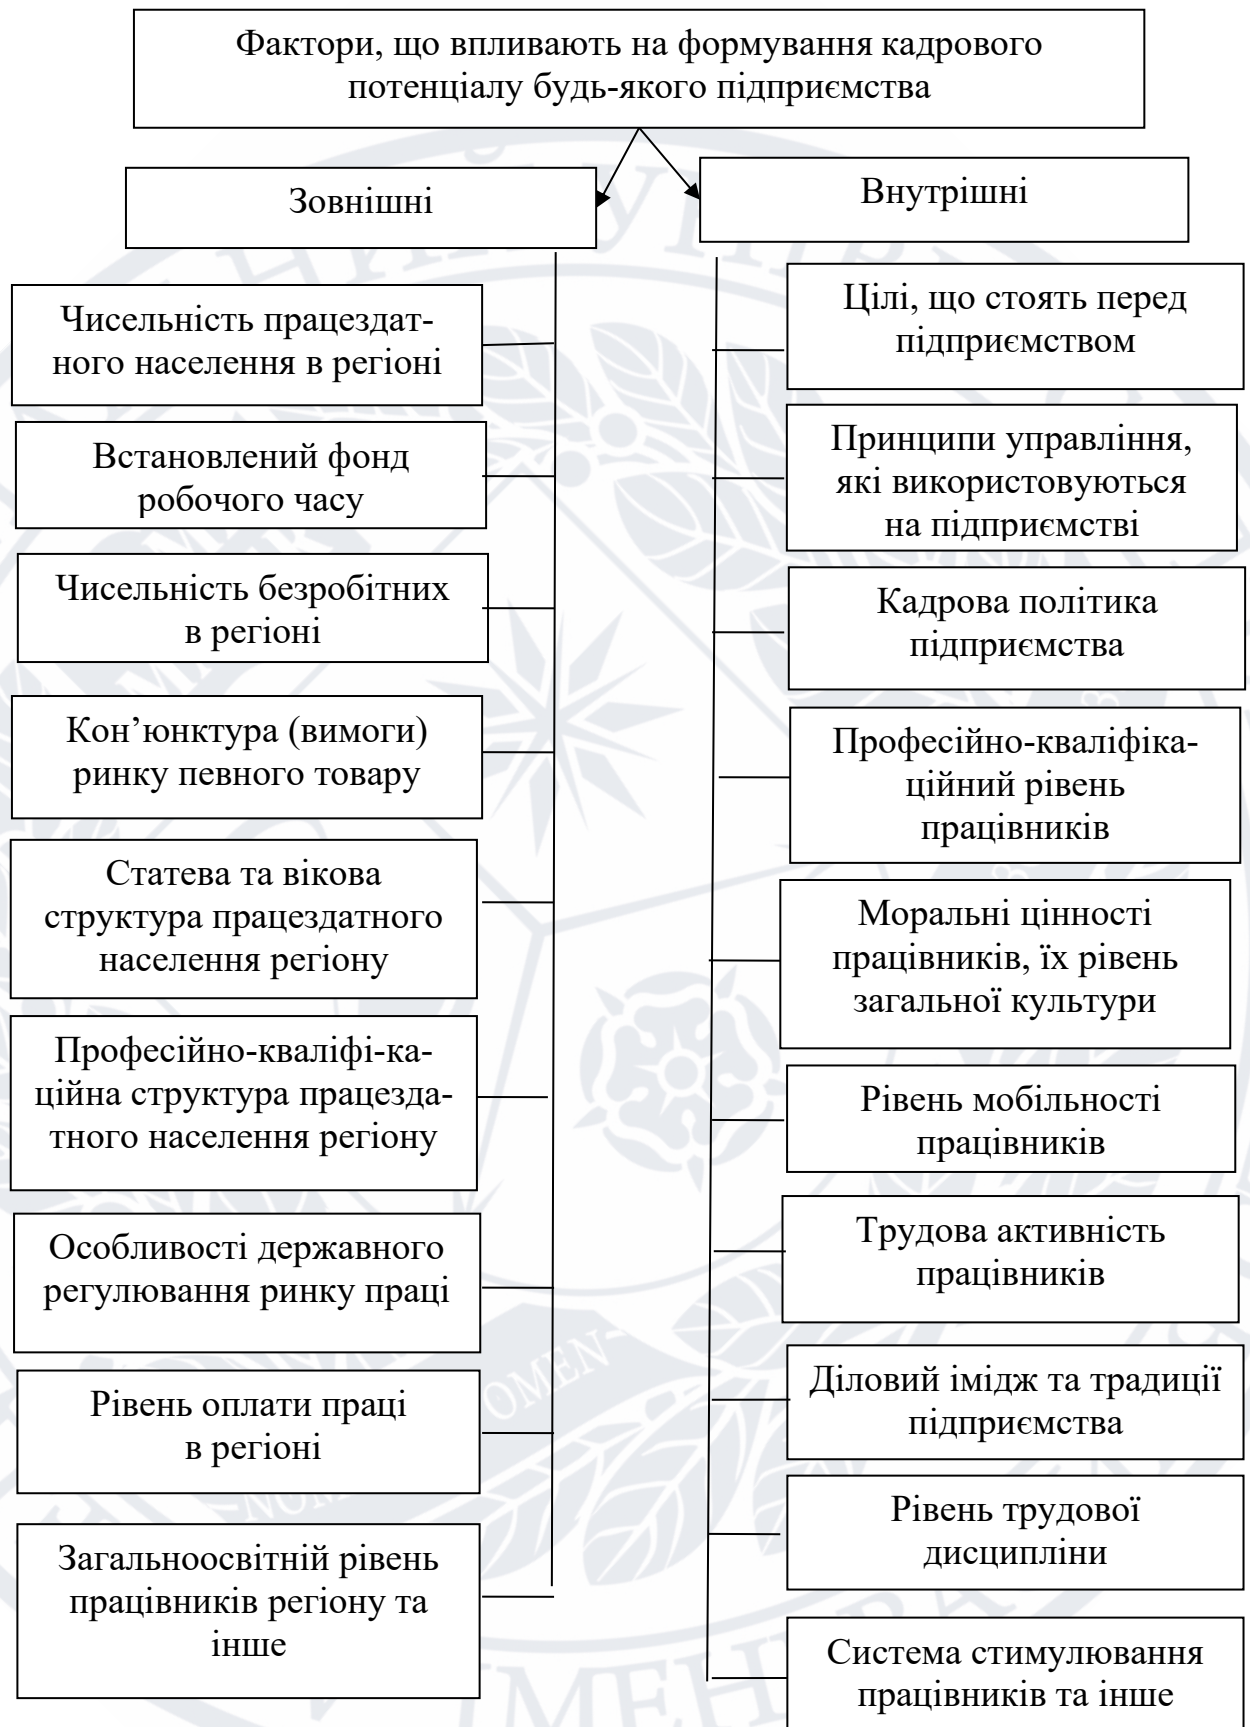 Фактори, що впливають на формування кадрового
потенціалу будь-якого підприємства
Зовнішні
Внутрішні
Чисельність працездат-
ного населення в регіоні
Встановлений фонд
робочого часу
Чисельність безробітних
в регіоні
Кон’юнктура (вимоги)
ринку певного товару
Статева та вікова
структура працездатного
населення регіону
Професійно-кваліфі-ка-
ційна структура працезда-
тного населення регіону
Особливості державного
регулювання ринку праці
Рівень оплати праці
в регіоні
Загальноосвітній рівень
працівників регіону та
інше
Цілі, що стоять перед
підприємством
Принципи управління,
які використовуються
на підприємстві
Кадрова політика
підприємства
Професійно-кваліфіка-
ційний рівень
працівників
Моральні цінності
працівників, їх рівень
загальної культури
Рівень мобільності
працівників
Трудова активність
працівників
Діловий імідж та традиції
підприємства
Рівень трудової
дисципліни
Система стимулювання
працівників та інше